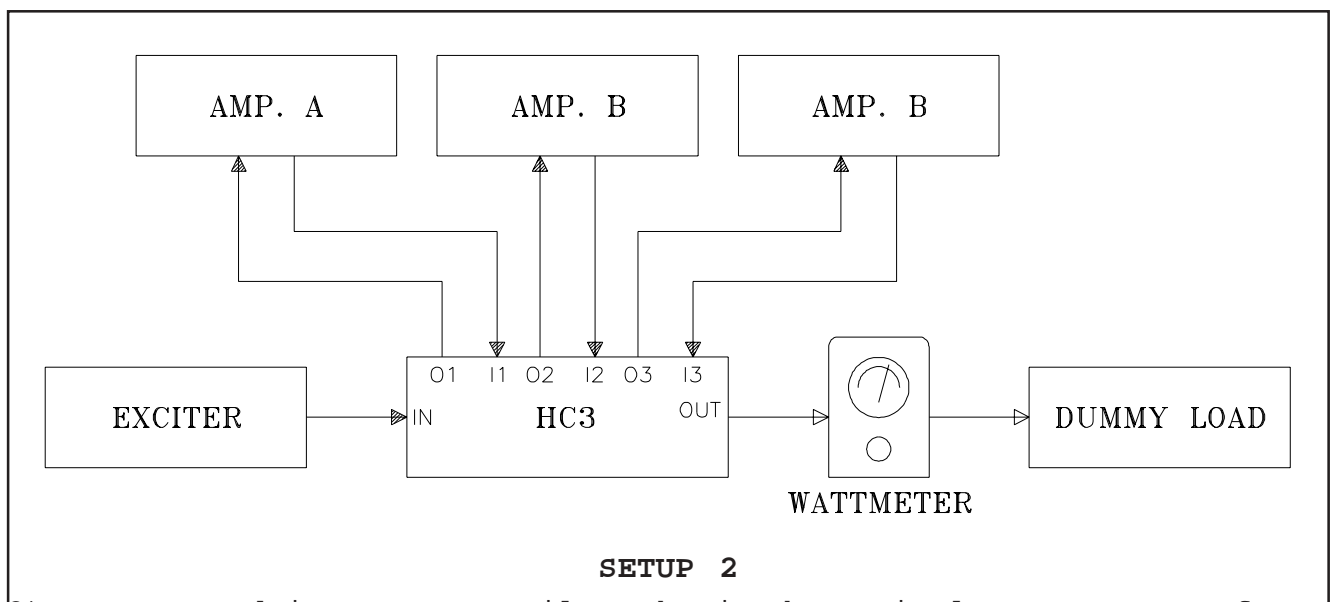 AMP. A AMP. B AMP. B
O1 I1 O2 I2 O3 I3
EXCITER IN HC3 OUT DUMMY LOAD
WATTMETER
SETUP 2